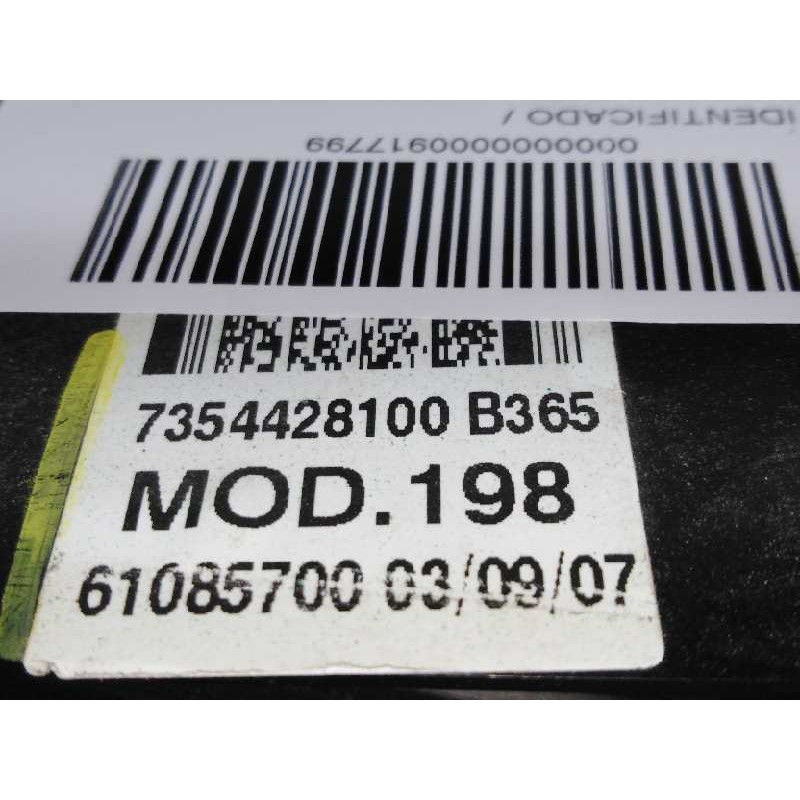 IDENTIFICADO /
0000000000917799
7354428100 B365
MOD.198
61085700 03/09/07